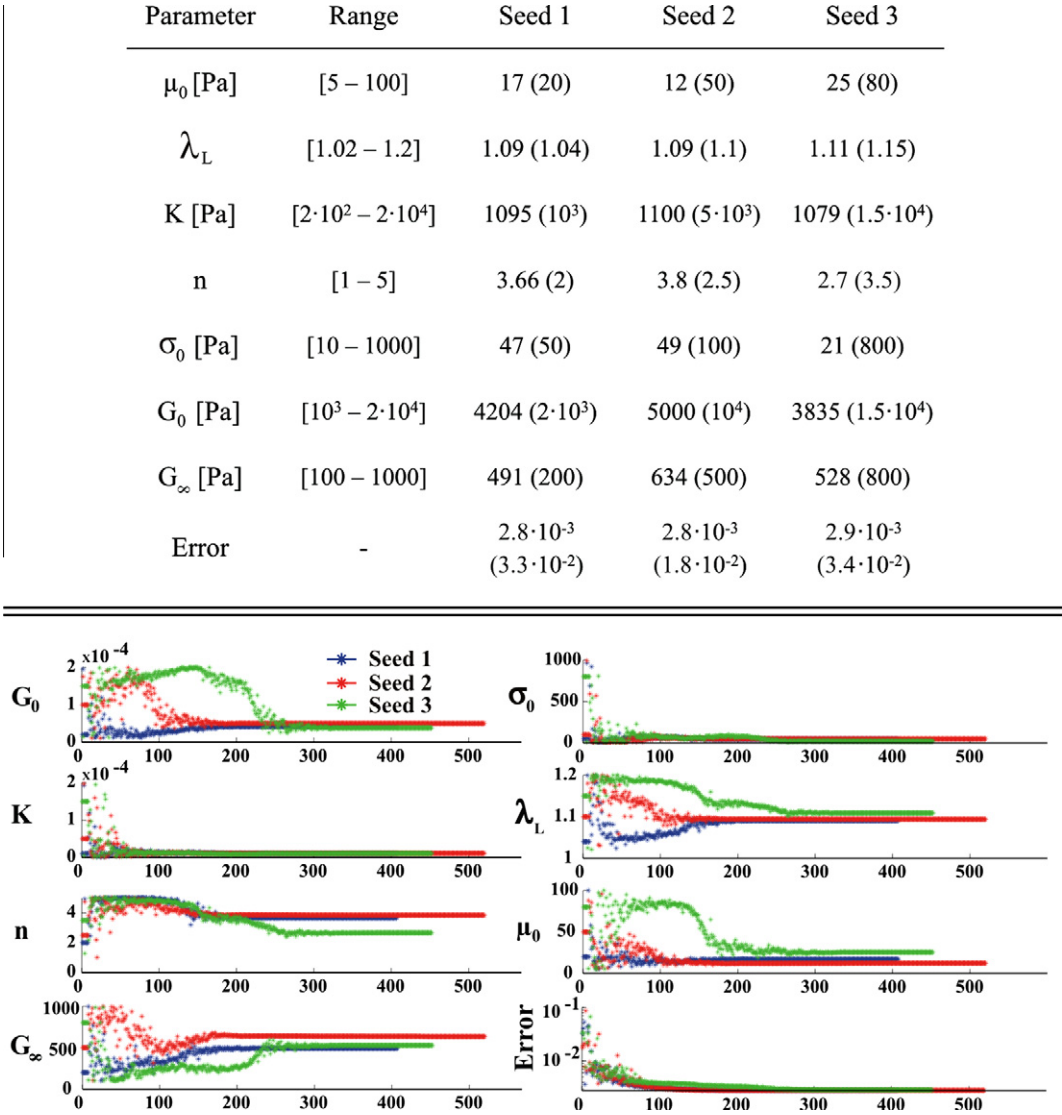 Parameter Range Seed 1 Seed 2 Seed 3
μ₀ [Pa] [5 – 100] 17 (20) 12 (50) 25 (80)
λ_L [1.02 – 1.2] 1.09 (1.04) 1.09 (1.1) 1.11 (1.15)
K [Pa] [2·10² – 2·10⁴] 1095 (10³) 1100 (5·10³) 1079 (1.5·10⁴)
n [1 – 5] 3.66 (2) 3.8 (2.5) 2.7 (3.5)
σ₀ [Pa] [10 – 1000] 47 (50) 49 (100) 21 (800)
G₀ [Pa] [10³ – 2·10⁴] 4204 (2·10³) 5000 (10⁴) 3835 (1.5·10⁴)
G∞ [Pa] [100 – 1000] 491 (200) 634 (500) 528 (800)
Error - 2.8·10⁻³ 2.8·10⁻³ 2.9·10⁻³
(3.3·10⁻²) (1.8·10⁻²) (3.4·10⁻²)
x10⁻⁴
G₀
2
1
0
Seed 1
Seed 2
Seed 3
0 100 200 300 400 500
σ₀
1000
500
0
0 100 200 300 400 500
x10⁻⁴
K
2
1
0
0 100 200 300 400 500
λ_L
1.2
1.1
1
0 100 200 300 400 500
n
4
2
0
0 100 200 300 400 500
μ₀
100
50
0
0 100 200 300 400 500
G∞
1000
500
0
0 100 200 300 400 500
Error
10⁻¹
10⁻²
0 100 200 300 400 500